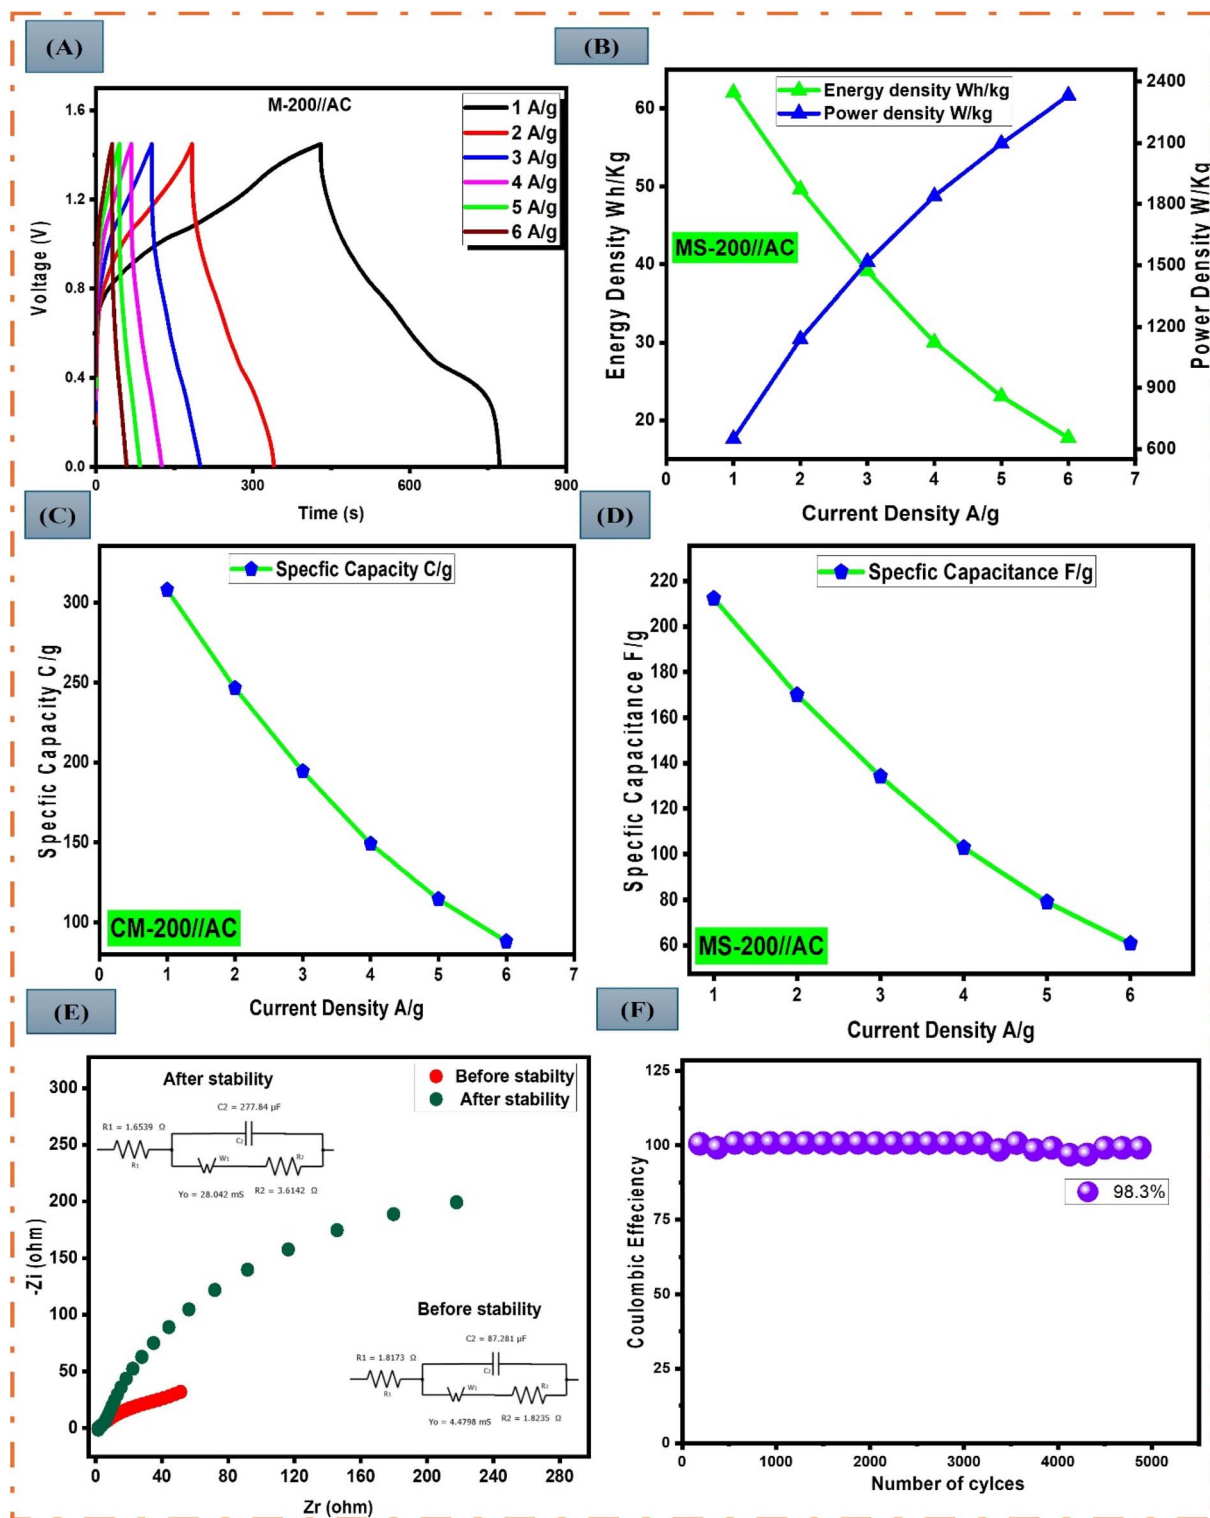 (A)
M-200//AC
1 A/g
2 A/g
3 A/g
4 A/g
5 A/g
6 A/g
1.6
1.2
0.8
0.4
0.0
0
300
600
900
Voltage (V)
Time (s)
(B)
Energy density Wh/kg
Power density W/kg
MS-200//AC
60
50
40
30
20
2400
2100
1800
1500
1200
900
600
0
1
2
3
4
5
6
7
Energy Density Wh/Kg
Power Density W/Kg
Current Density A/g
(C)
Specfic Capacity C/g
300
250
200
150
100
0
1
2
3
4
5
6
7
CM-200//AC
Specfic Capacity C/g
Current Density A/g
(D)
Specfic Capacitance F/g
220
200
180
160
140
120
100
80
60
1
2
3
4
5
6
MS-200//AC
Specfic Capacitance F/g
Current Density A/g
(E)
Before stabilty
After stability
After stability
C2 = 277.84 µF
R1 = 1.6539 Ω
C2
R1
W1
R2
Yo = 28.042 mS
R2 = 3.6142 Ω
Before stability
C2 = 87.281 µF
R1 = 1.8173 Ω
C2
R1
W1
R2
Yo = 4.4798 mS
R2 = 1.8235 Ω
300
250
200
150
100
50
0
0
40
80
120
160
200
240
280
-Zi (ohm)
Zr (ohm)
(F)
125
100
75
50
25
0
98.3%
0
1000
2000
3000
4000
5000
Coulombic Effeciency
Number of cylces